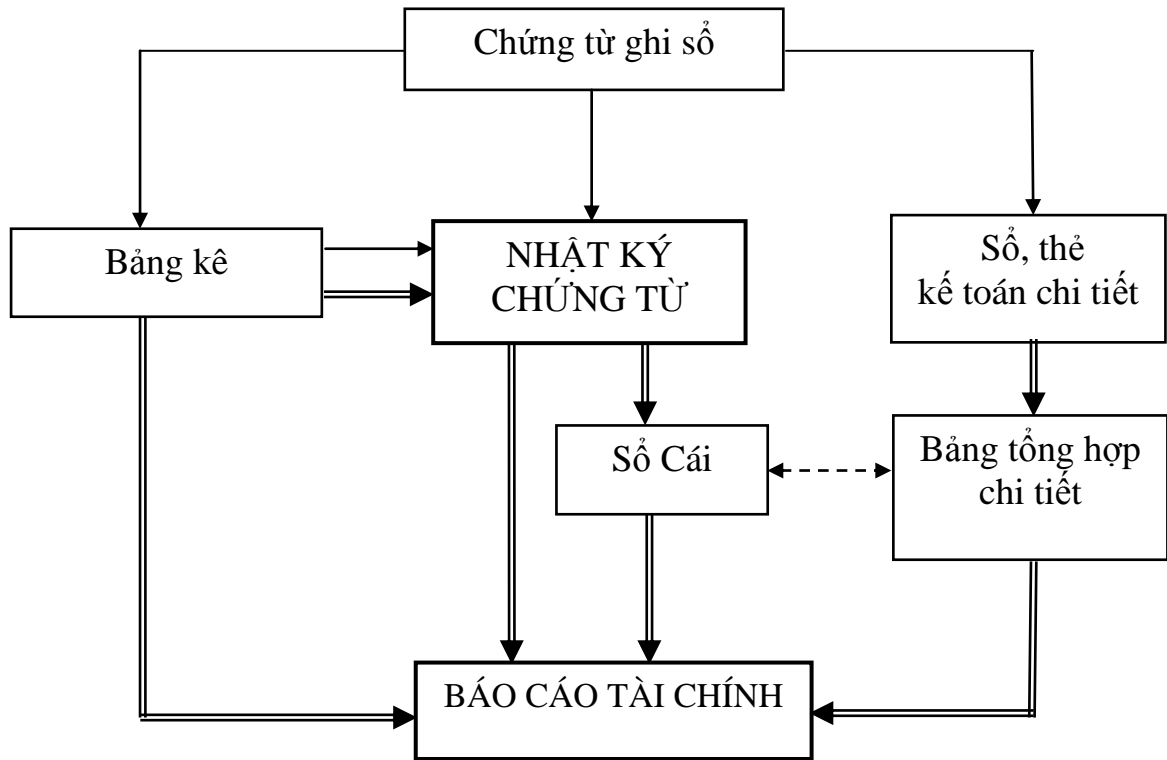 Chứng từ ghi sổ
Bảng kê
NHẬT KÝ
CHỨNG TỪ
Sổ, thẻ
kế toán chi tiết
Sổ Cái
Bảng tổng hợp
chi tiết
BÁO CÁO TÀI CHÍNH